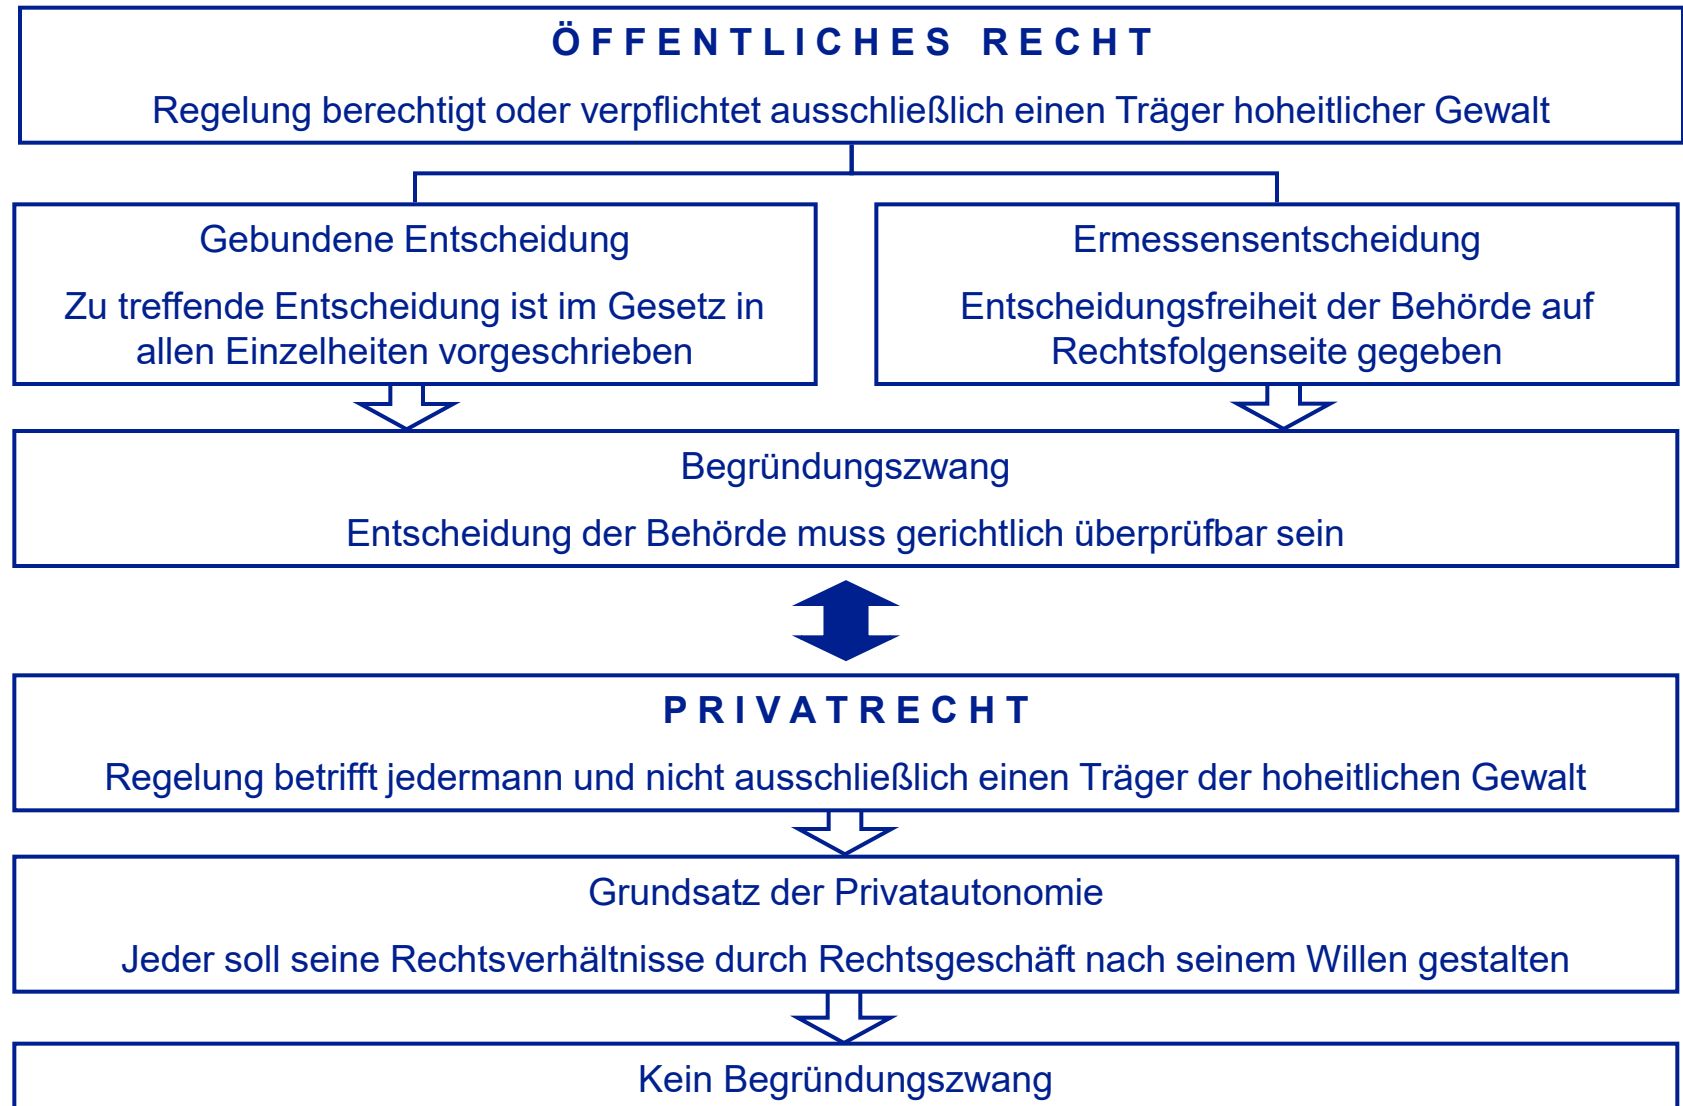 ÖFFENTLICHES RECHT
Regelung berechtigt oder verpflichtet ausschließlich einen Träger hoheitlicher Gewalt
Gebundene Entscheidung
Zu treffende Entscheidung ist im Gesetz in
allen Einzelheiten vorgeschrieben
Ermessensentscheidung
Entscheidungsfreiheit der Behörde auf
Rechtsfolgenseite gegeben
Begründungszwang
Entscheidung der Behörde muss gerichtlich überprüfbar sein
PRIVATRECHT
Regelung betrifft jedermann und nicht ausschließlich einen Träger der hoheitlichen Gewalt
Grundsatz der Privatautonomie
Jeder soll seine Rechtsverhältnisse durch Rechtsgeschäft nach seinem Willen gestalten
Kein Begründungszwang